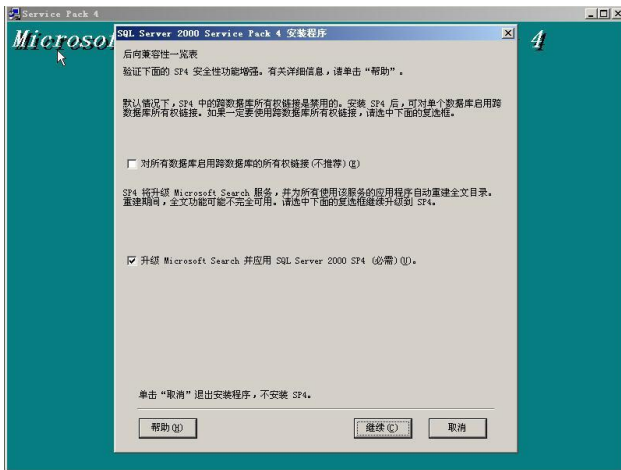 Service Pack 4
Microsof
4
SQL Server 2000 Service Pack 4 安装程序
后向兼容性一览表
验证下面的 SP4 安全性功能增强。有关详细信息，请单击“帮助”。
默认情况下，SP4 中的跨数据库所有权链接是禁用的。安装 SP4 后，可对单个数据库启用跨
数据库所有权链接。如果一定要使用跨数据库所有权链接，请选中下面的复选框。
对所有数据库启用跨数据库的所有权链接(不推荐)(E)
SP4 将升级 Microsoft Search 服务，并为所有使用该服务的应用程序自动重建全文目录。
重建期间，全文功能可能不完全可用。请选中下面的复选框继续升级到 SP4。
升级 Microsoft Search 并应用 SQL Server 2000 SP4 (必需)(U)。
单击“取消”退出安装程序，不安装 SP4。
帮助(H)
继续(C)
取消